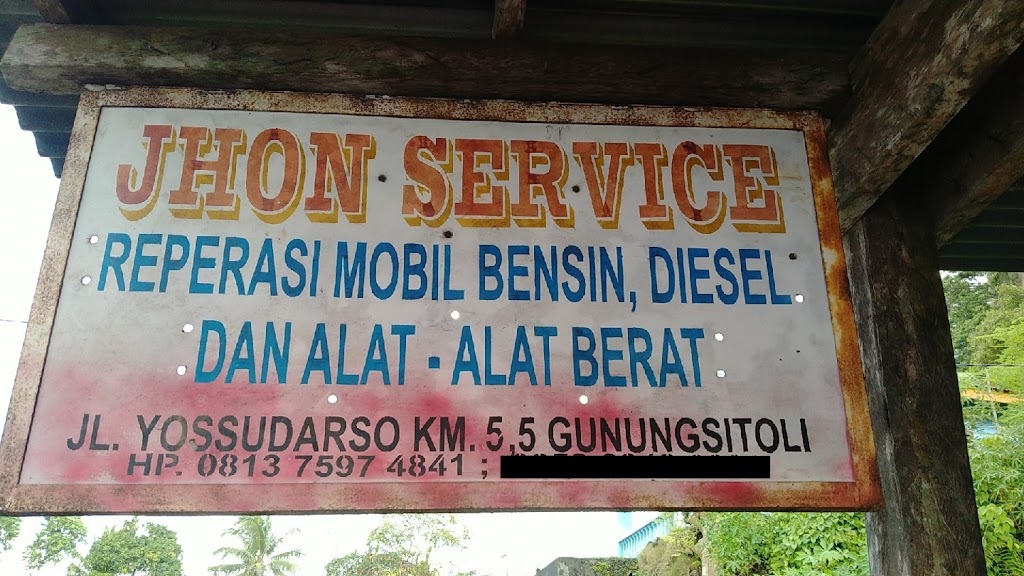 JHON SERVICE
REPERASI MOBIL BENSIN, DIESEL
DAN ALAT - ALAT BERAT
JL. YOSSUDARSO KM. 5,5 GUNUNGSITOLI
HP. 0813 7597 4841 ;